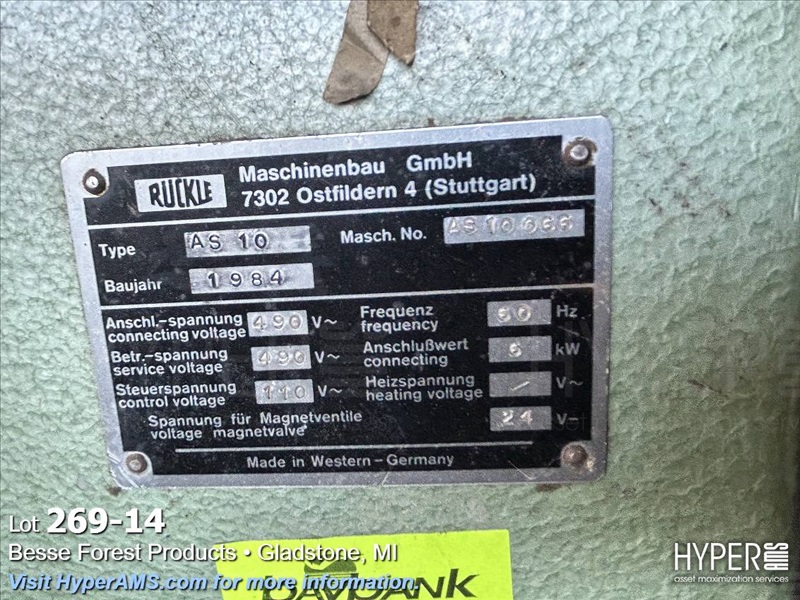 RÜCKLE
Maschinenbau GmbH
7302 Ostfildern 4 (Stuttgart)
Type AS 10 Masch. No. AS 10 066
Baujahr 1984
Anschl.-spannung
connecting voltage 490 V~
Betr.-spannung
service voltage 490 V~
Steuerspannung
control voltage 110 V~
Frequenz
frequency 60 Hz
Anschlußwert
connecting 6 kW
Heizspannung
heating voltage / V~
Spannung für Magnetventile
voltage magnetvalve 24 V-
Made in Western-Germany
Lot 269-14
Besse Forest Products • Gladstone, MI
Visit HyperAMS.com for more information.
HYPER AMS
asset maximization services